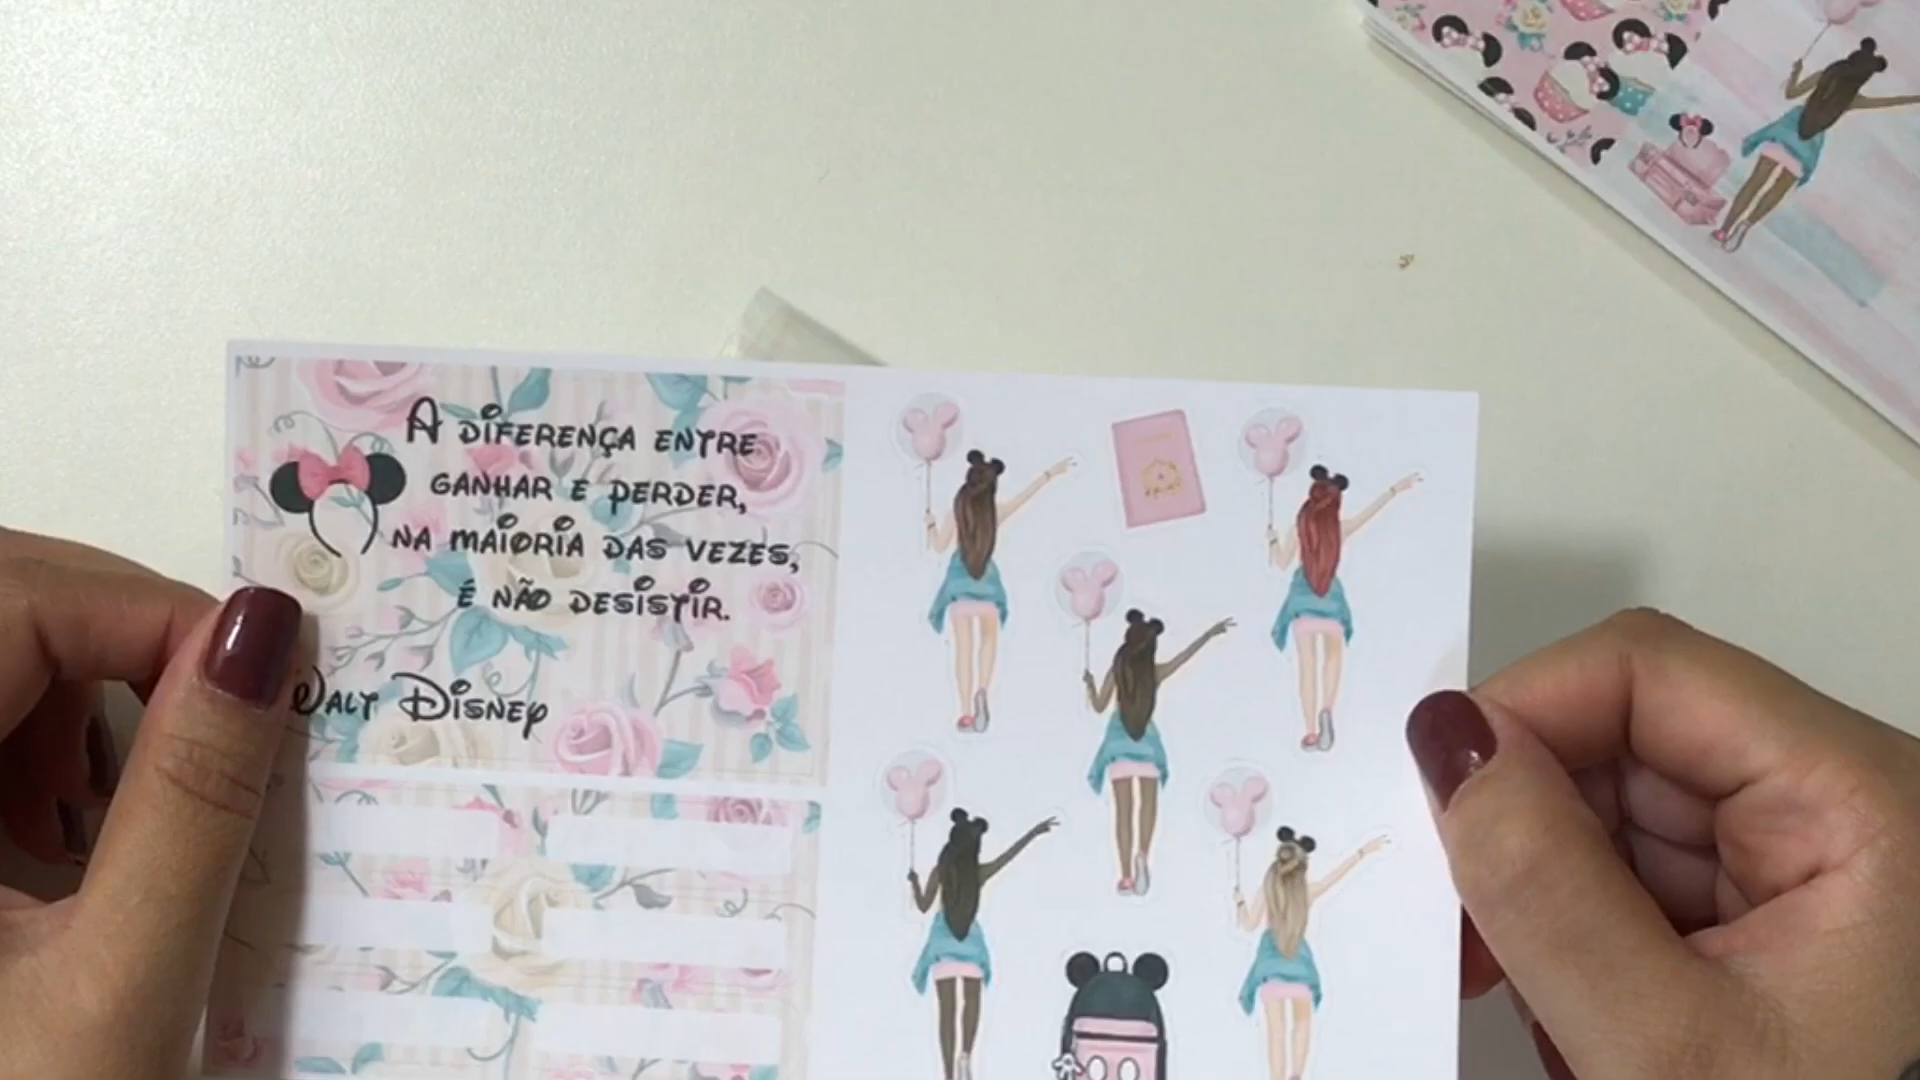 A DIFERENÇA ENTRE
GANHAR E PERDER,
NA MAIORIA DAS VEZES,
É NÃO DESISTIR.
WALT DISNEY